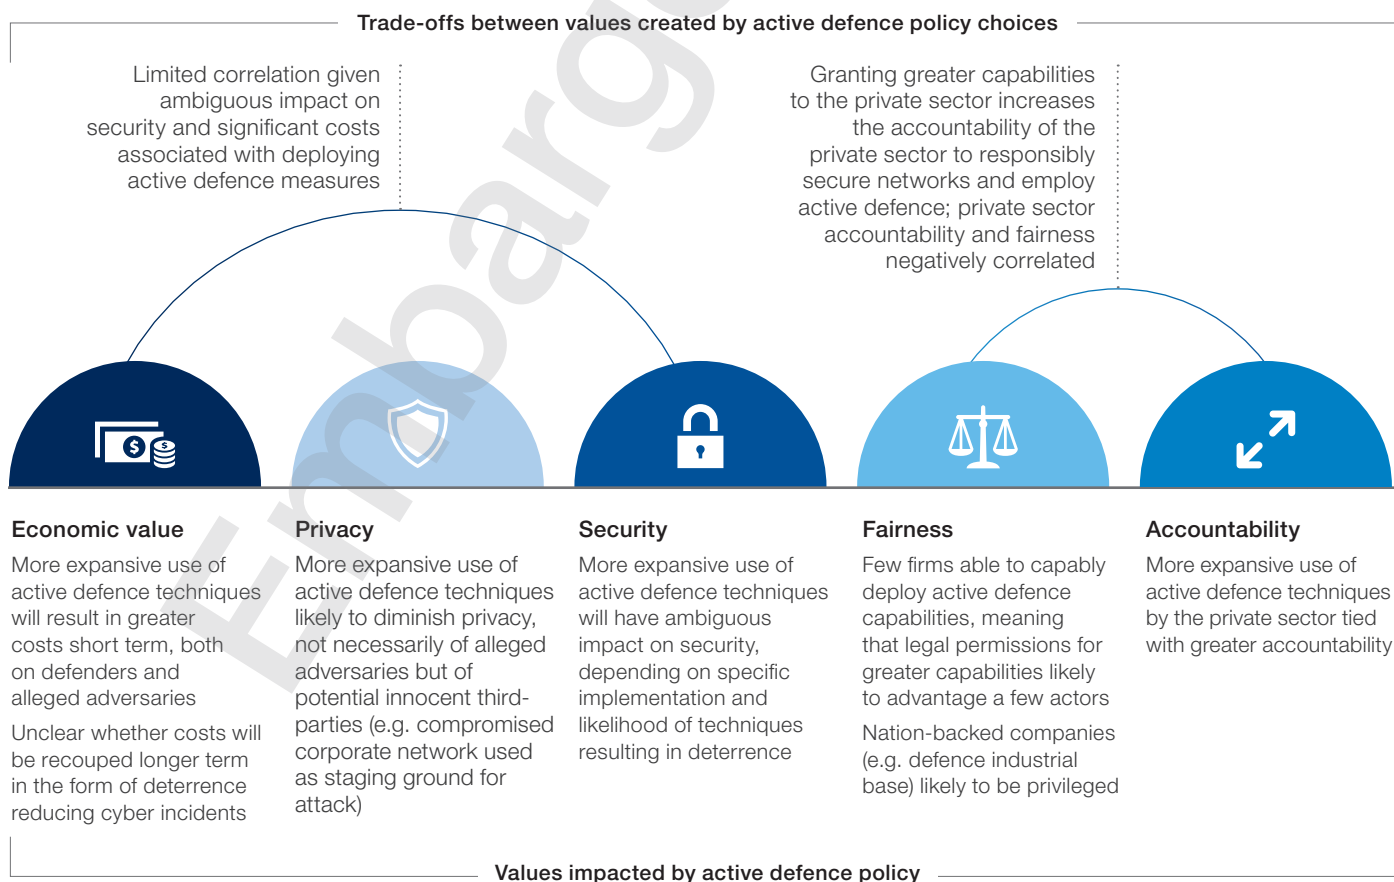 Trade-offs between values created by active defence policy choices
Limited correlation given
ambiguous impact on
security and significant costs
associated with deploying
active defence measures
Granting greater capabilities
to the private sector increases
the accountability of the
private sector to responsibly
secure networks and employ
active defence; private sector
accountability and fairness
negatively correlated
$
$
Economic value
More expansive use of
active defence techniques
will result in greater
costs short term, both
on defenders and
alleged adversaries
Unclear whether costs will
be recouped longer term
in the form of deterrence
reducing cyber incidents
Privacy
More expansive use of
active defence techniques
likely to diminish privacy,
not necessarily of alleged
adversaries but of
potential innocent third-
parties (e.g. compromised
corporate network used
as staging ground for
attack)
Security
More expansive use of
active defence techniques
will have ambiguous
impact on security,
depending on specific
implementation and
likelihood of techniques
resulting in deterrence
Fairness
Few firms able to capably
deploy active defence
capabilities, meaning
that legal permissions for
greater capabilities likely
to advantage a few actors
Nation-backed companies
(e.g. defence industrial
base) likely to be privileged
Accountability
More expansive use of
active defence techniques
by the private sector tied
with greater accountability
Values impacted by active defence policy
Embargo